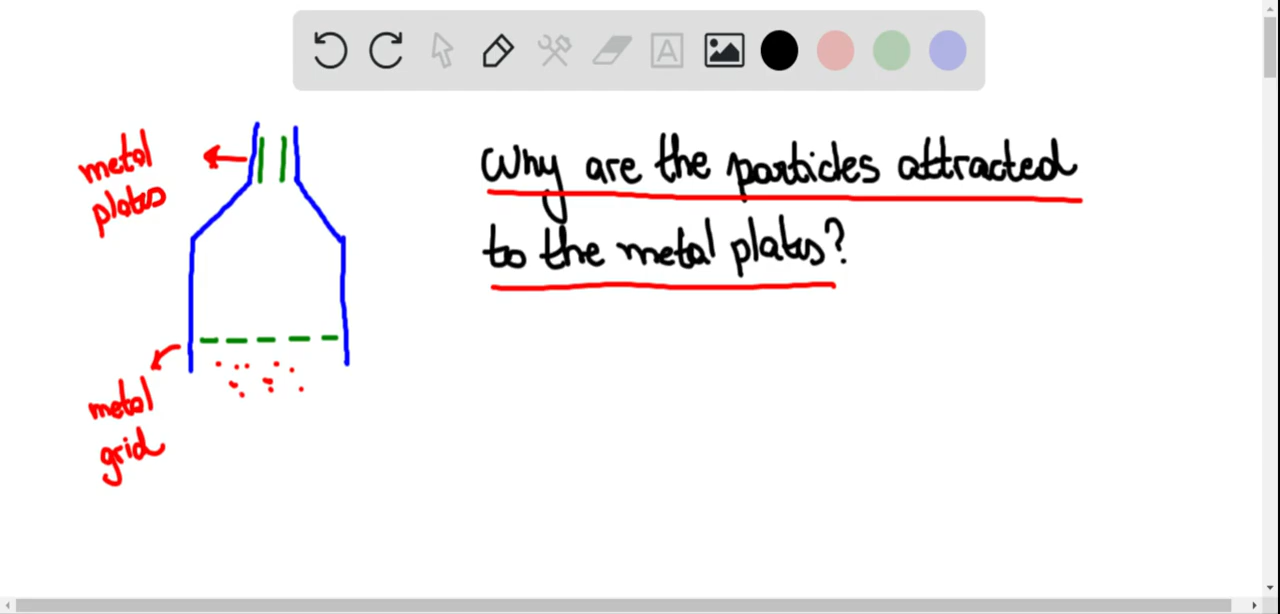 metal
plates
Why are the particles attracted
to the metal plates?
metal
grid
A